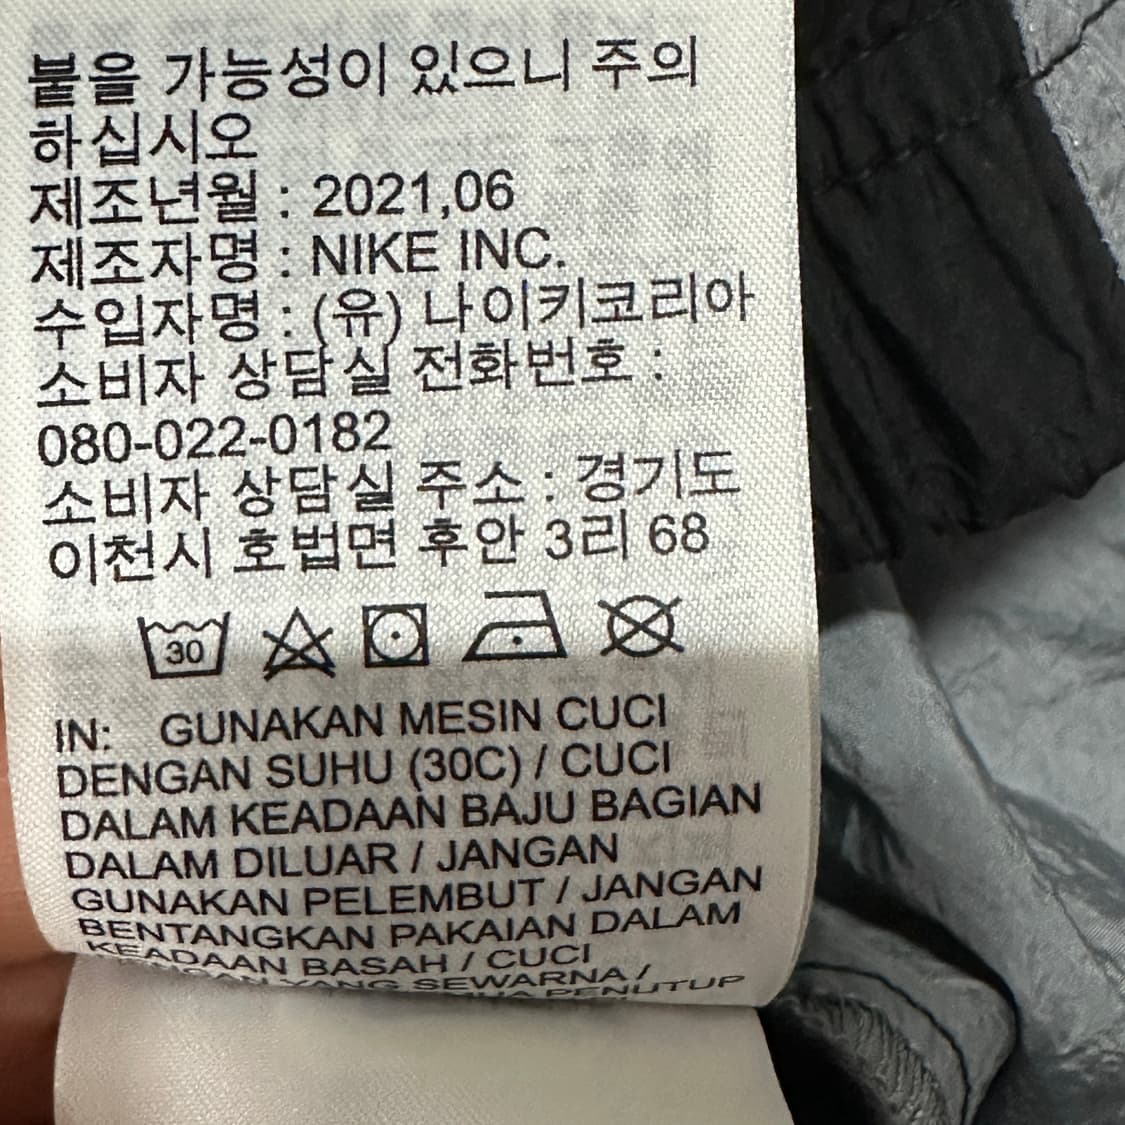 붙을 가능성이 있으니 주의
하십시오
제조년월 : 2021,06
제조자명 : NIKE INC.
수입자명 : (유) 나이키코리아
소비자 상담실 전화번호 :
080-022-0182
소비자 상담실 주소 : 경기도
이천시 호법면 후안 3리 68
30
IN: GUNAKAN MESIN CUCI
DENGAN SUHU (30C) / CUCI
DALAM KEADAAN BAJU BAGIAN
DALAM DILUAR / JANGAN
GUNAKAN PELEMBUT / JANGAN
BENTANGKAN PAKAIAN DALAM
KEADAAN BASAH / CUCI
YANG SEWARNA /
PENUTUP